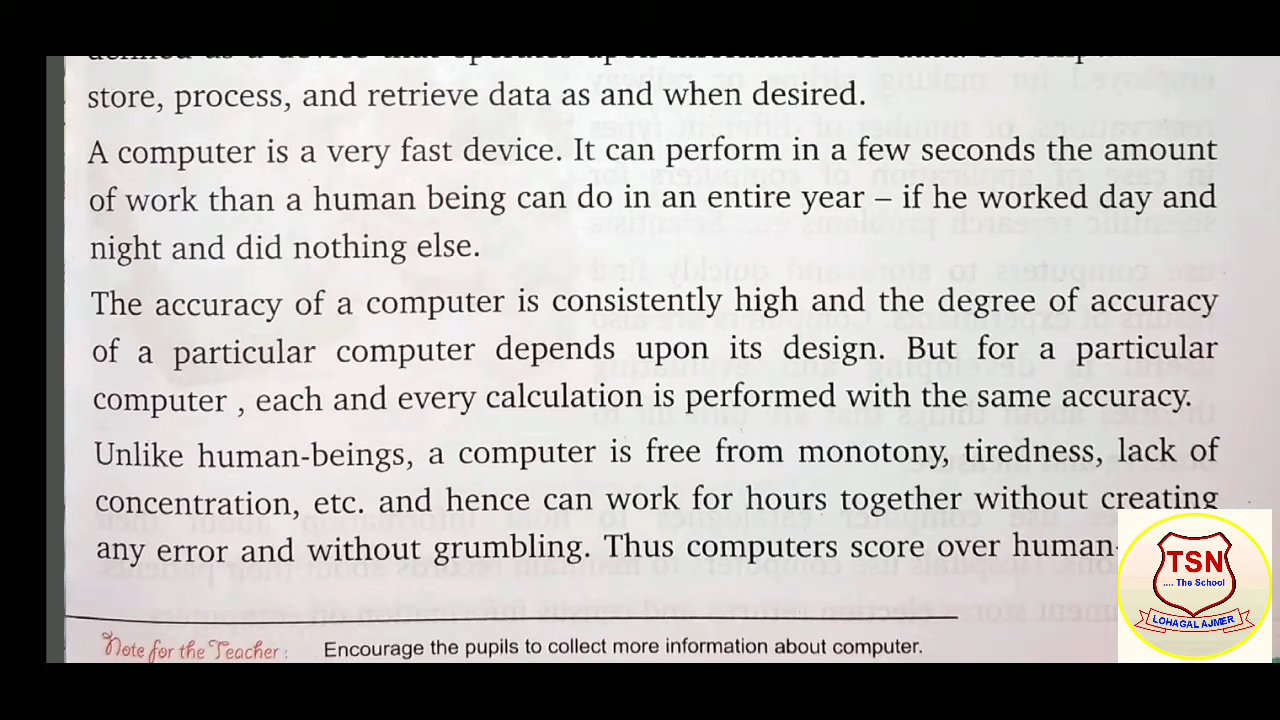 store, process, and retrieve data as and when desired.
A computer is a very fast device. It can perform in a few seconds the amount
of work than a human being can do in an entire year – if he worked day and
night and did nothing else.
The accuracy of a computer is consistently high and the degree of accuracy
of a particular computer depends upon its design. But for a particular
computer , each and every calculation is performed with the same accuracy.
Unlike human-beings, a computer is free from monotony, tiredness, lack of
concentration, etc. and hence can work for hours together without creating
any error and without grumbling. Thus computers score over human-
Note for the Teacher: Encourage the pupils to collect more information about computer.
TSN
.... The School
LOHAGAL AJMER